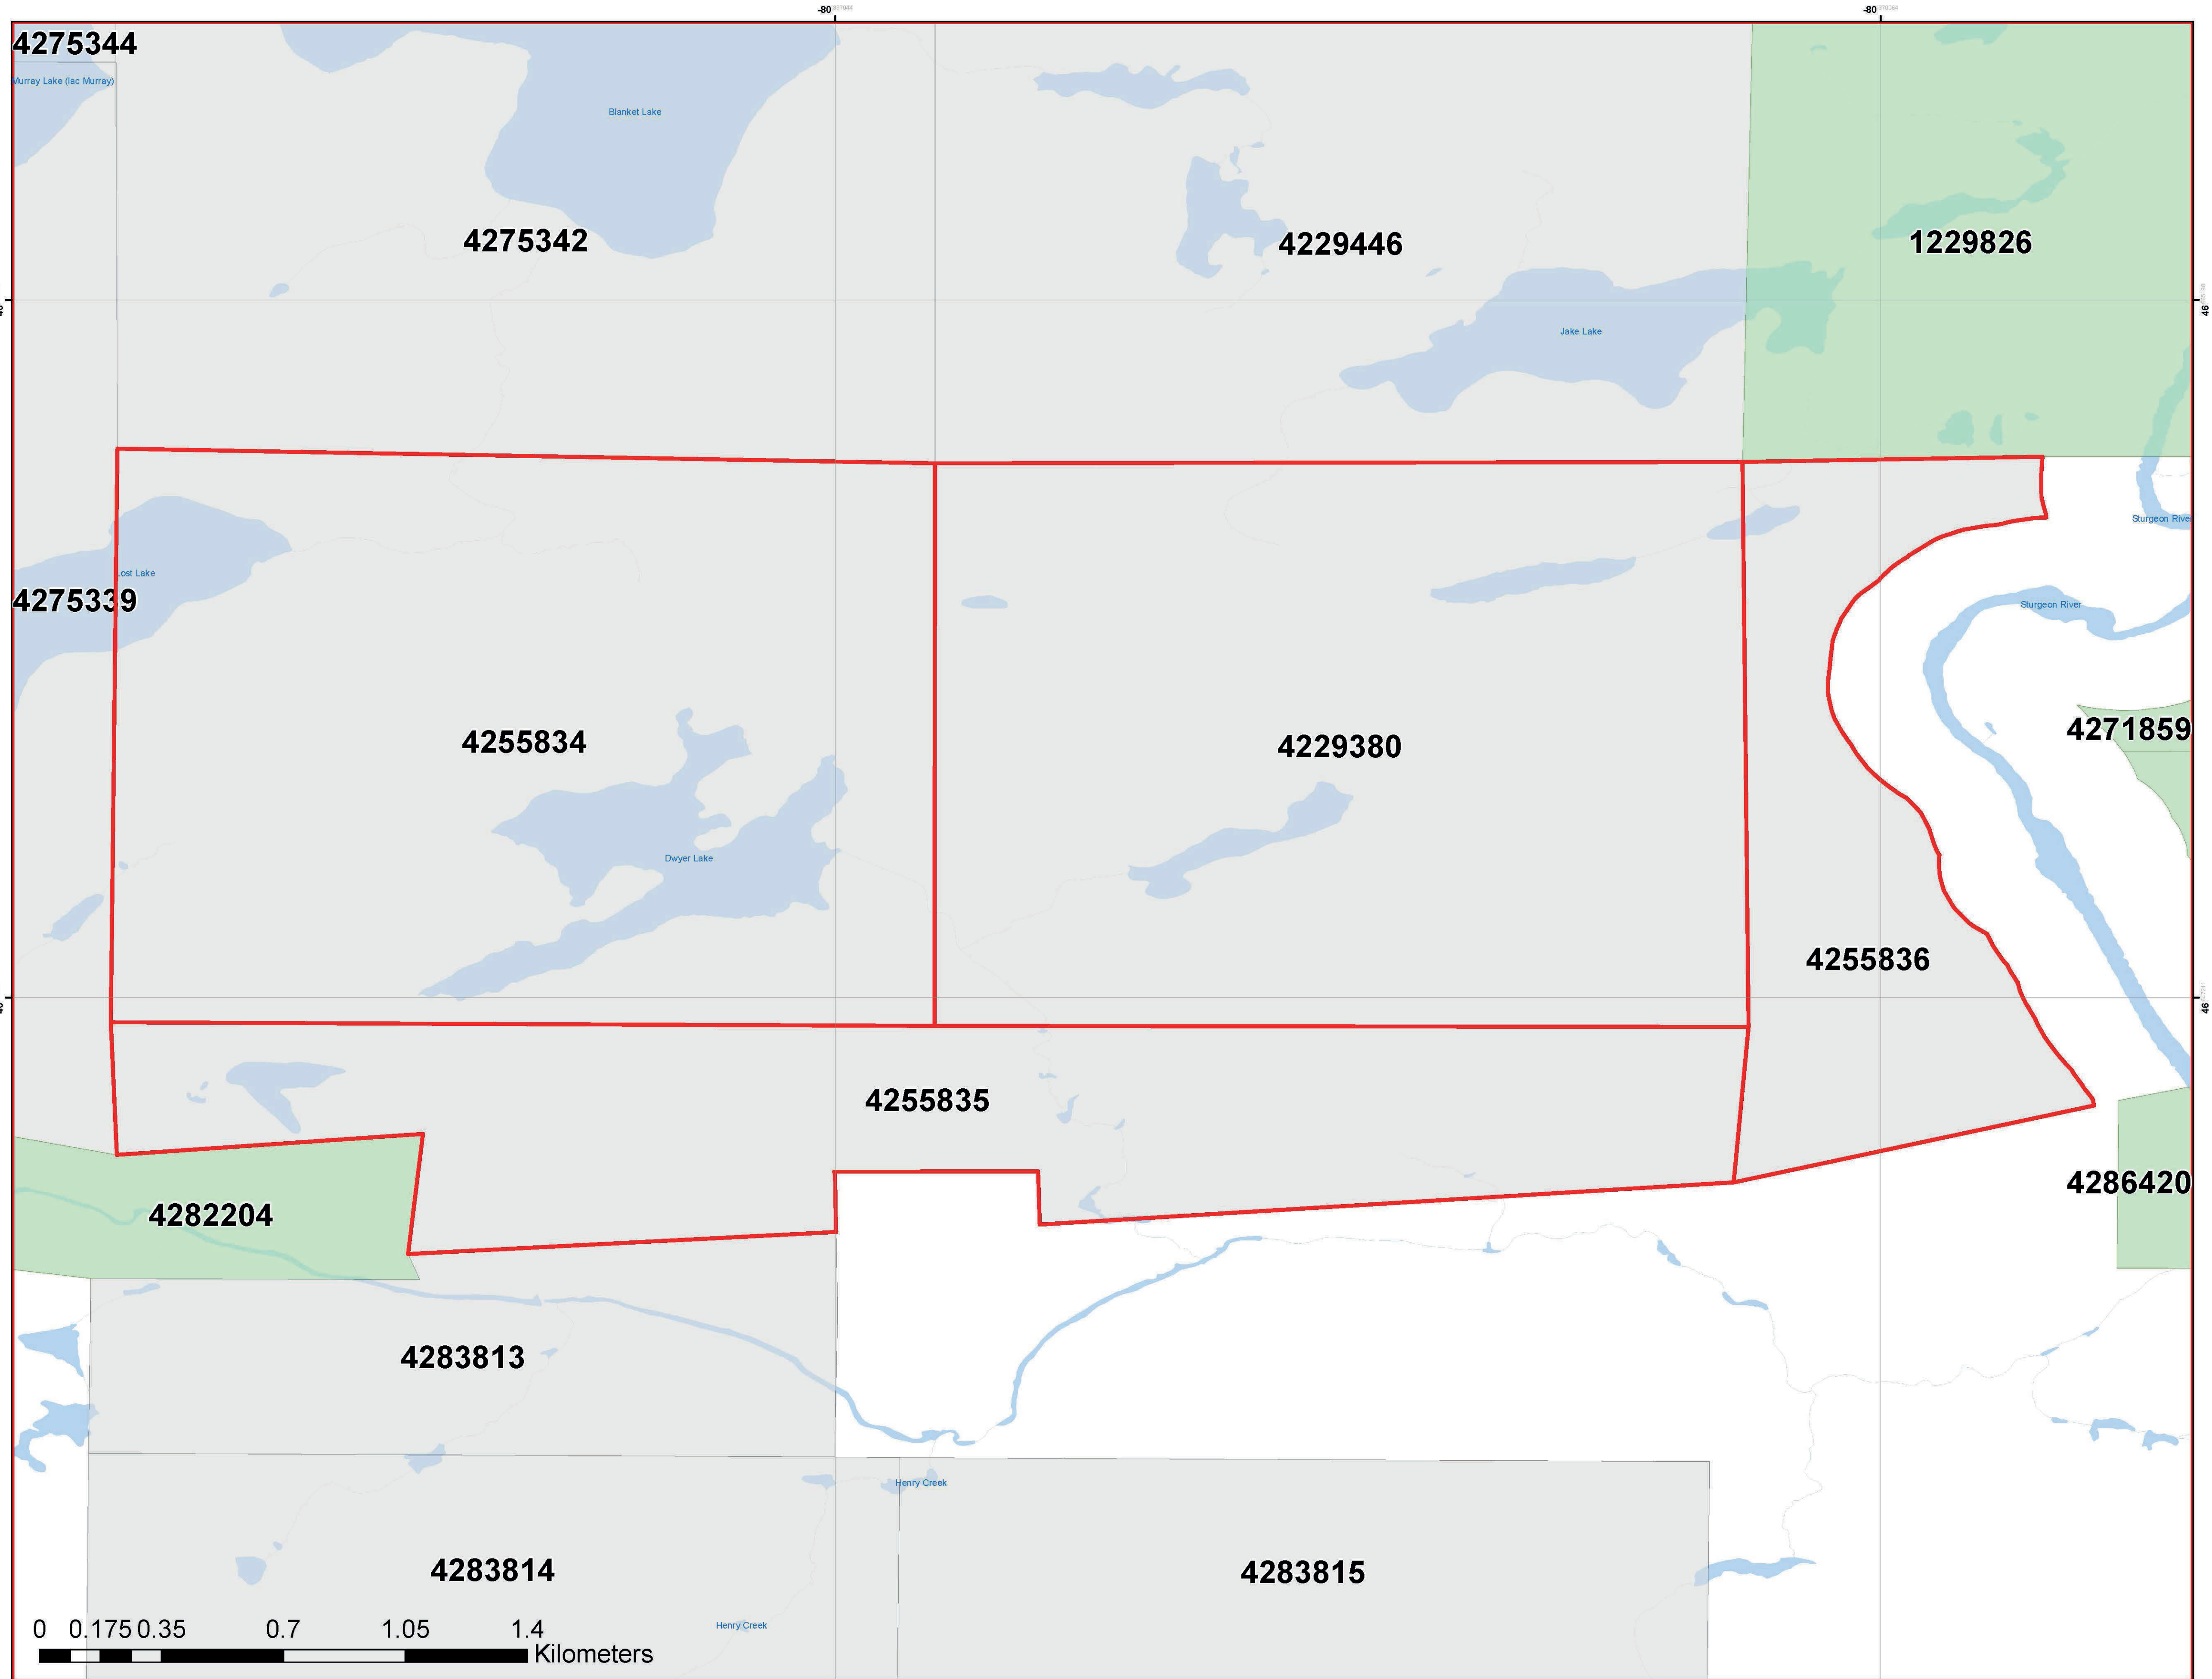 -80
-80
4275344
Murray Lake (lac Murray)
Blanket Lake
4275342
4229446
1229826
46
Jake Lake
Sturgeon Rive
Lost Lake
4275339
Sturgeon River
4271859
4255834
4229380
Dwyer Lake
4255836
46
4255835
4286420
4282204
4283813
Henry Creek
4283814
4283815
Henry Creek
0 0.175 0.35 0.7 1.05 1.4
Kilometers